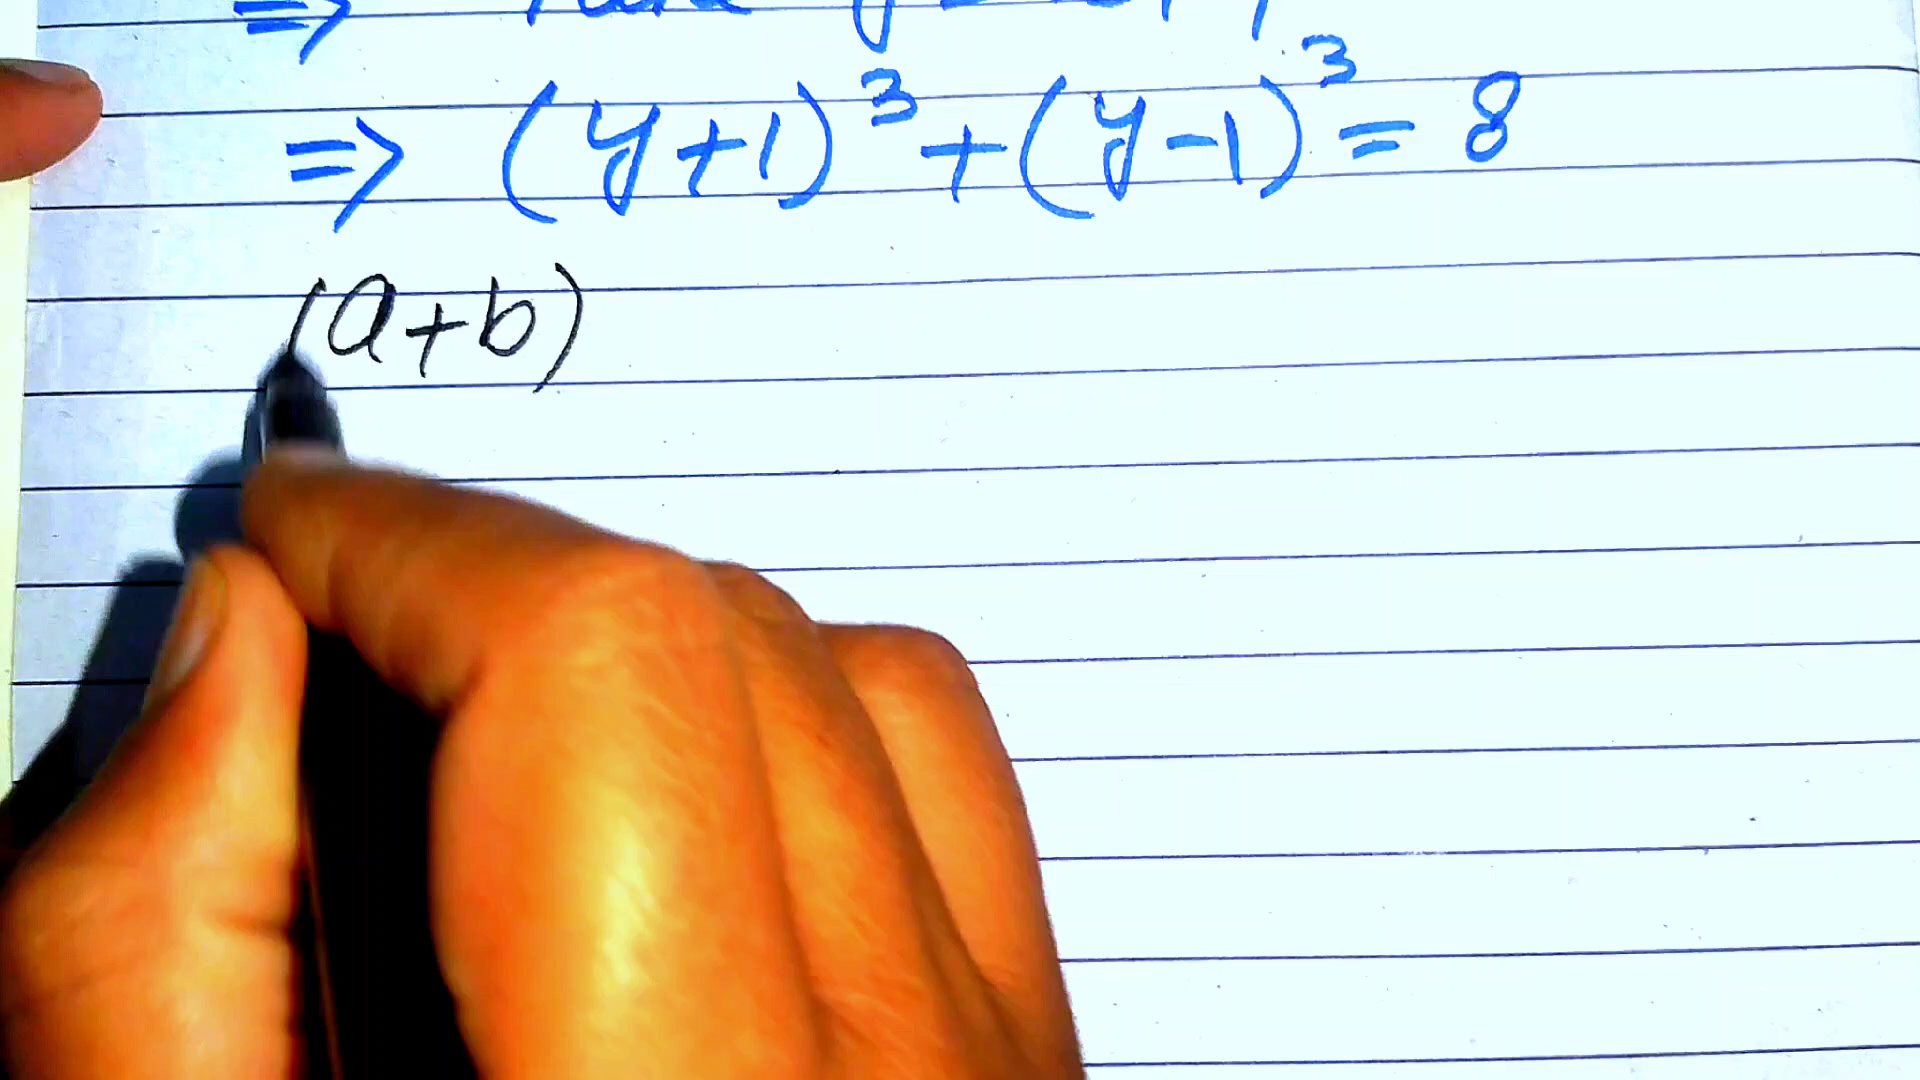 =>
=> (y+1)³+(y-1)³ = 8
(a+b)